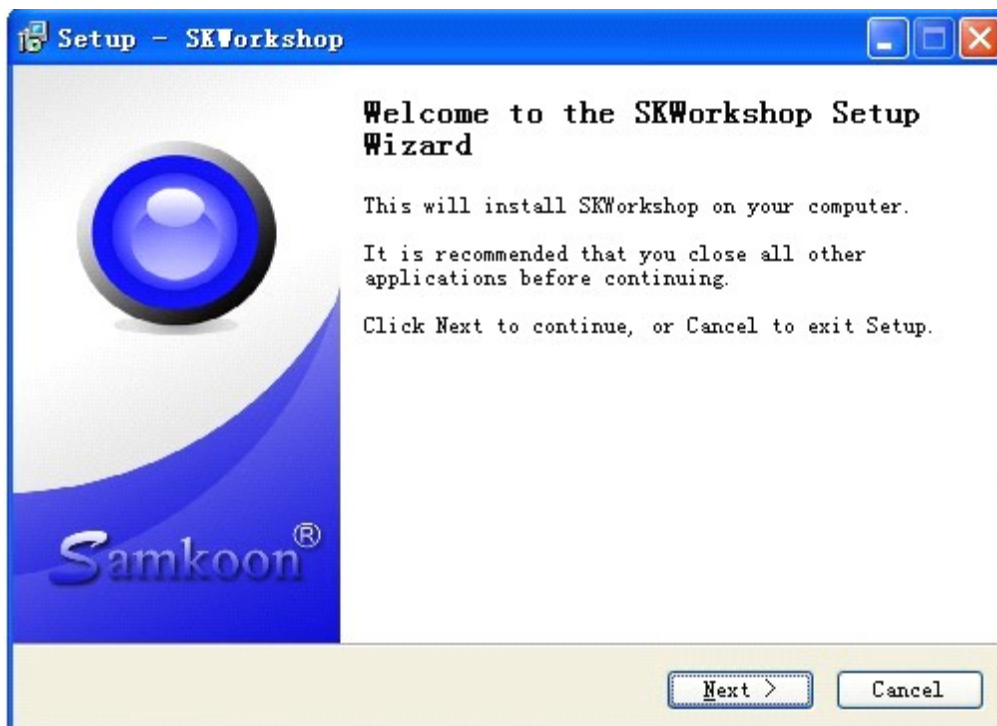 Setup - SKWorkshop
Welcome to the SKWorkshop Setup
Wizard
This will install SKWorkshop on your computer.
It is recommended that you close all other
applications before continuing.
Click Next to continue, or Cancel to exit Setup.
Samkoon®
Next >
Cancel